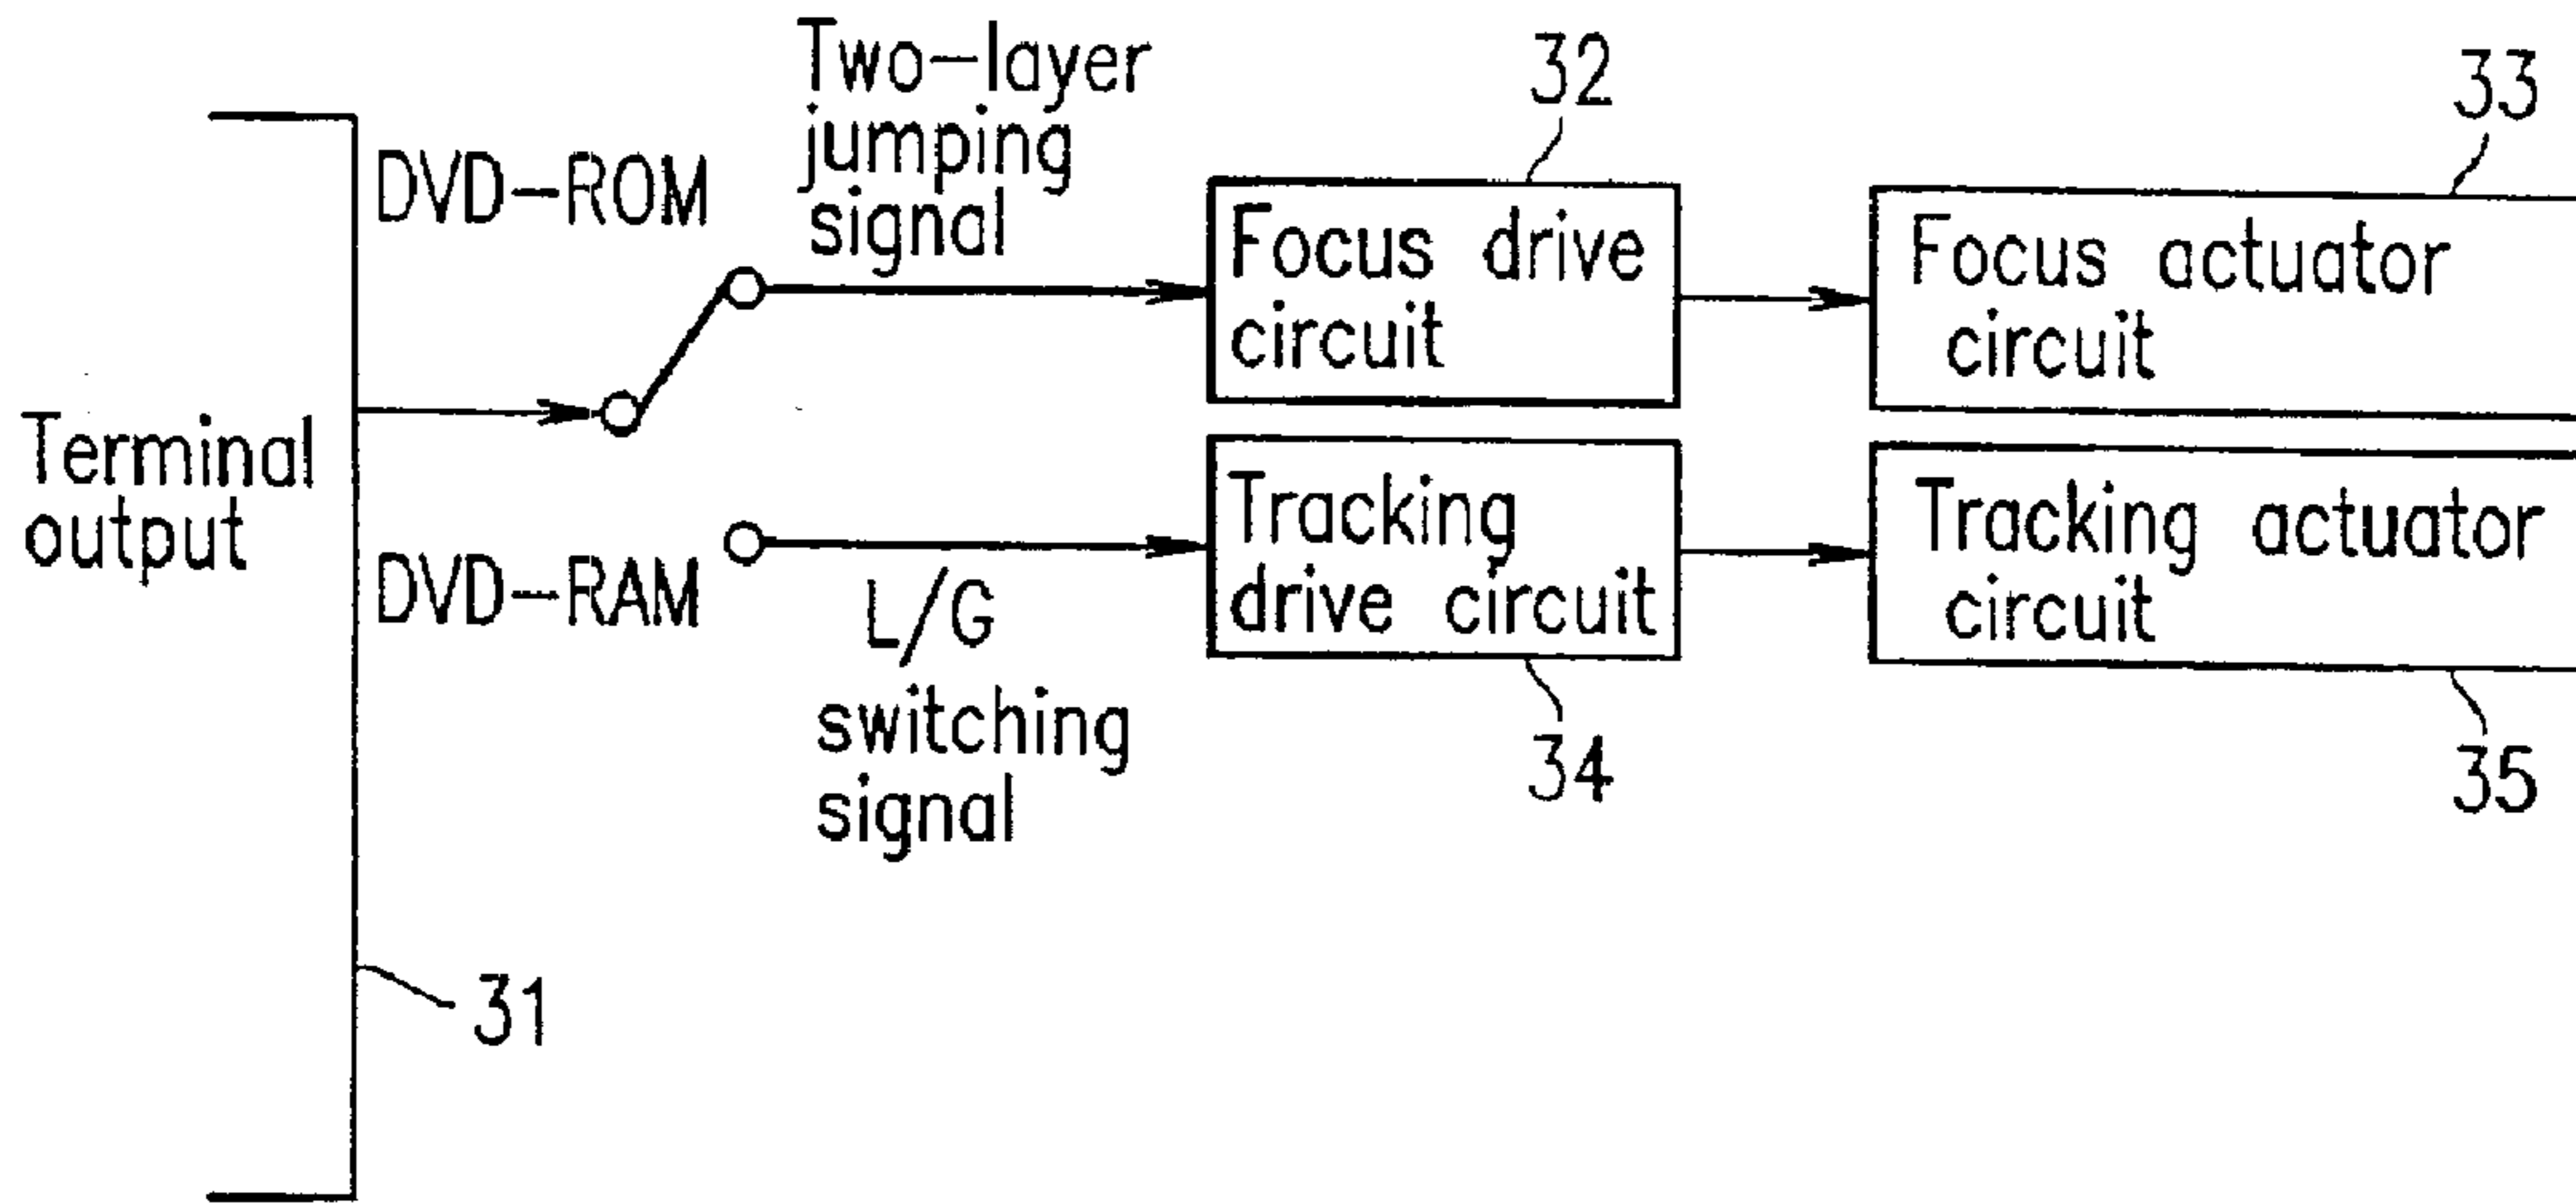 Terminal
output
DVD-ROM
Two-layer
jumping
signal
DVD-RAM
L/G
switching
signal
31
32
Focus drive
circuit
33
Focus actuator
circuit
Tracking
drive circuit
34
Tracking actuator
circuit
35